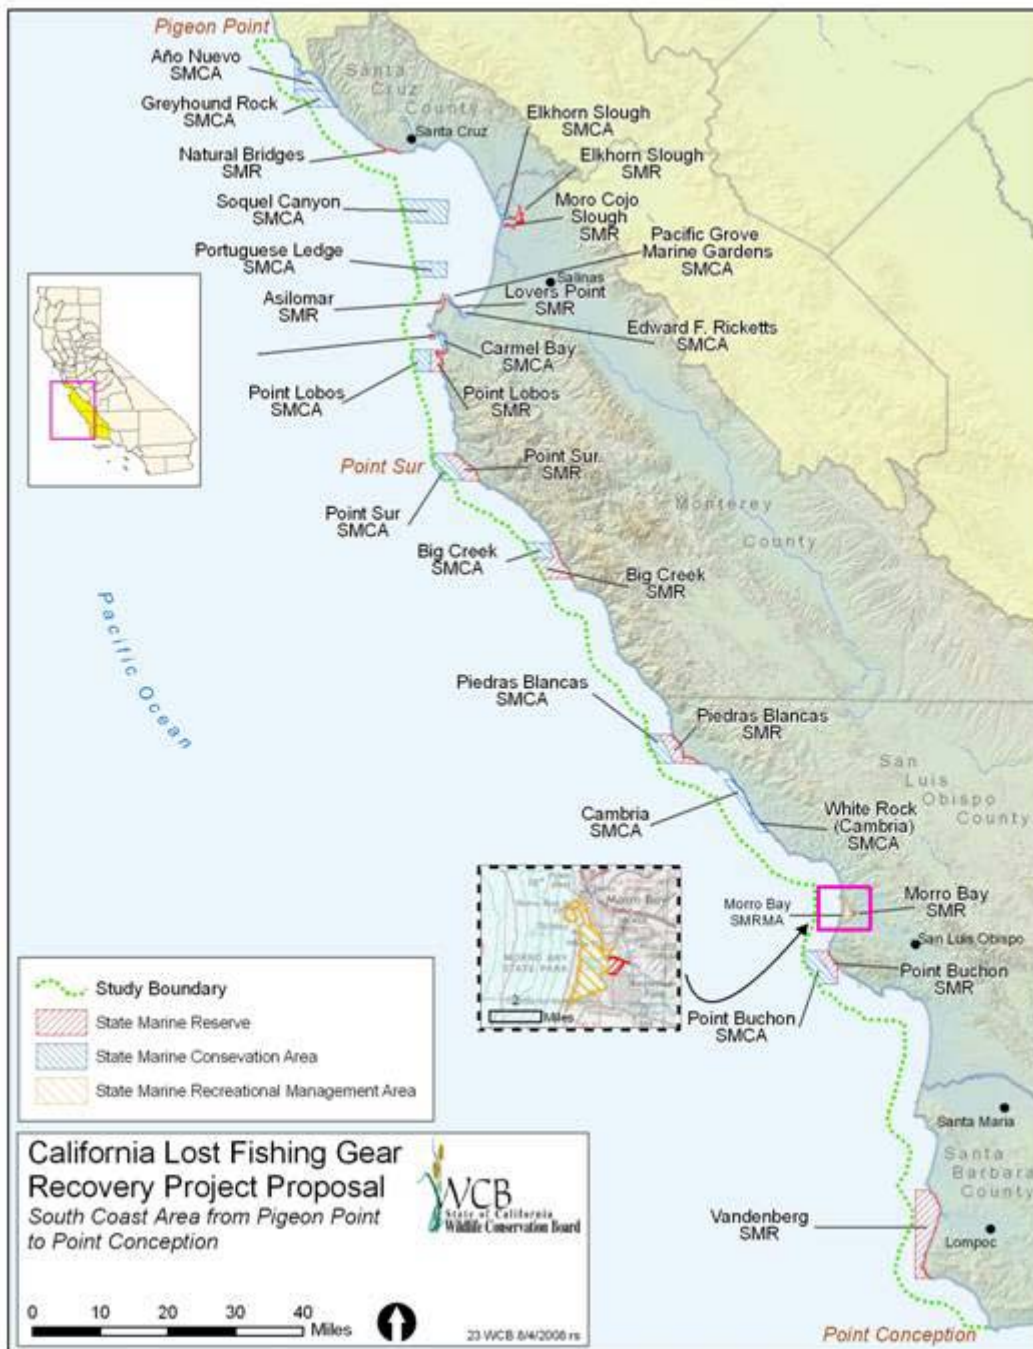 Pigeon Point
Año Nuevo
SMCA
Greyhound Rock
SMCA
Natural Bridges
SMR
Soquel Canyon
SMCA
Portuguese Ledge
SMCA
Asilomar
SMR
Point Lobos
SMCA
Santa
Cruz
County
Santa Cruz
Elkhorn Slough
SMCA
Elkhorn Slough
SMR
Moro Cojo
Slough
SMR
Pacific Grove
Marine Gardens
SMCA
Salinas
Lovers Point
SMR
Edward F. Ricketts
SMCA
Carmel Bay
SMCA
Point Lobos
SMR
Point Sur
Point Sur
SMR
Point Sur
SMCA
Monterey
County
Big Creek
SMCA
Big Creek
SMR
Pacific Ocean
Piedras Blancas
SMCA
Piedras Blancas
SMR
San
Luis
Obispo
County
Cambria
SMCA
White Rock
(Cambria)
SMCA
Morro Bay
SMRMA
Morro Bay
SMR
San Luis Obispo
Point Buchon
SMR
Point Buchon
SMCA
MORRO BAY
STATE PARK
Morro Bay
2
Miles
Santa Maria
Santa
Barbara
County
Vandenberg
SMR
Lompoc
Point Conception
Study Boundary
State Marine Reserve
State Marine Consevation Area
State Marine Recreational Management Area
California Lost Fishing Gear
Recovery Project Proposal
South Coast Area from Pigeon Point
to Point Conception
WCB
State of California
Wildlife Conservation Board
0 10 20 30 40
Miles
23 WCB 8/4/2008 rs